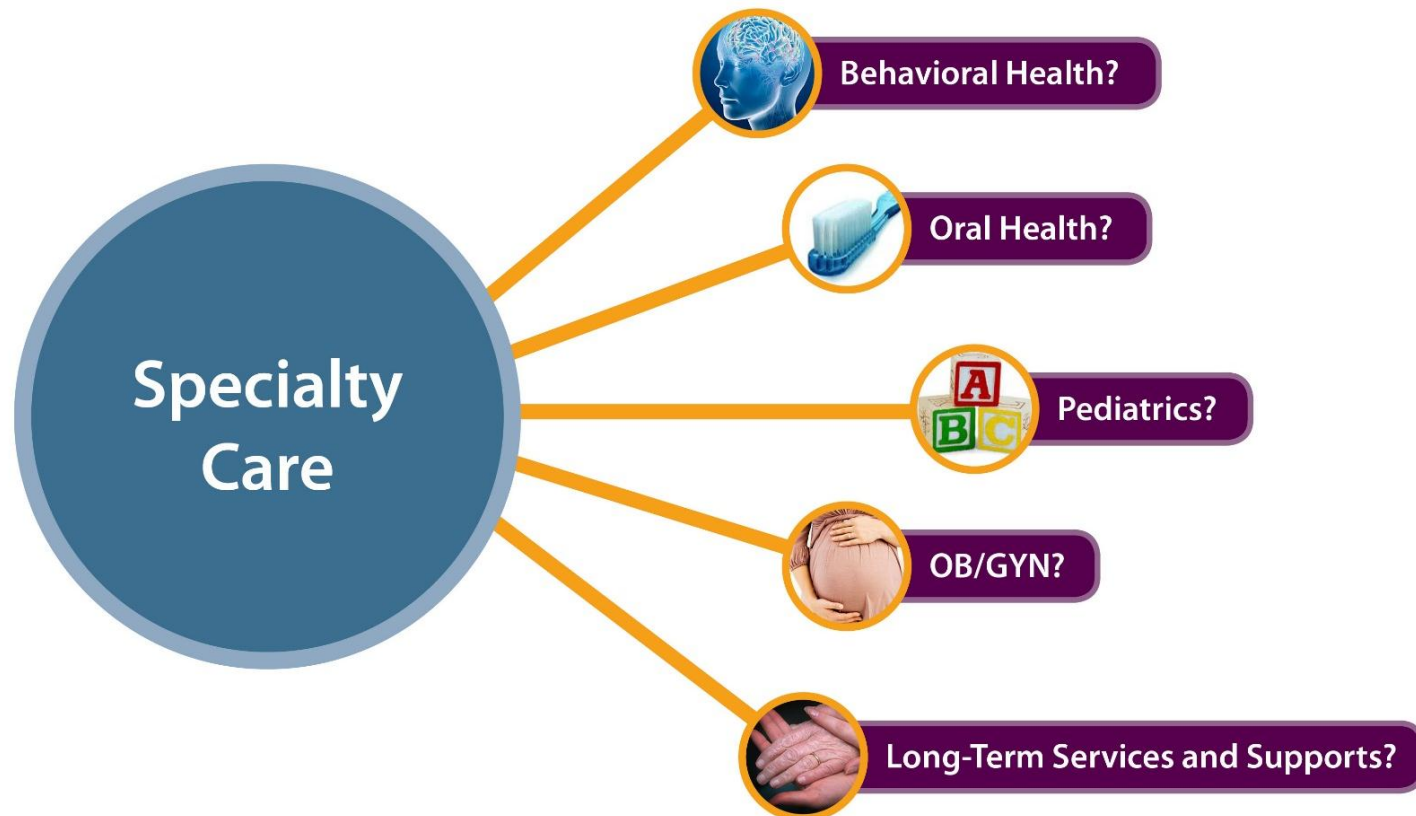 Specialty
Care
Behavioral Health?
Oral Health?
A
B C
Pediatrics?
OB/GYN?
Long-Term Services and Supports?